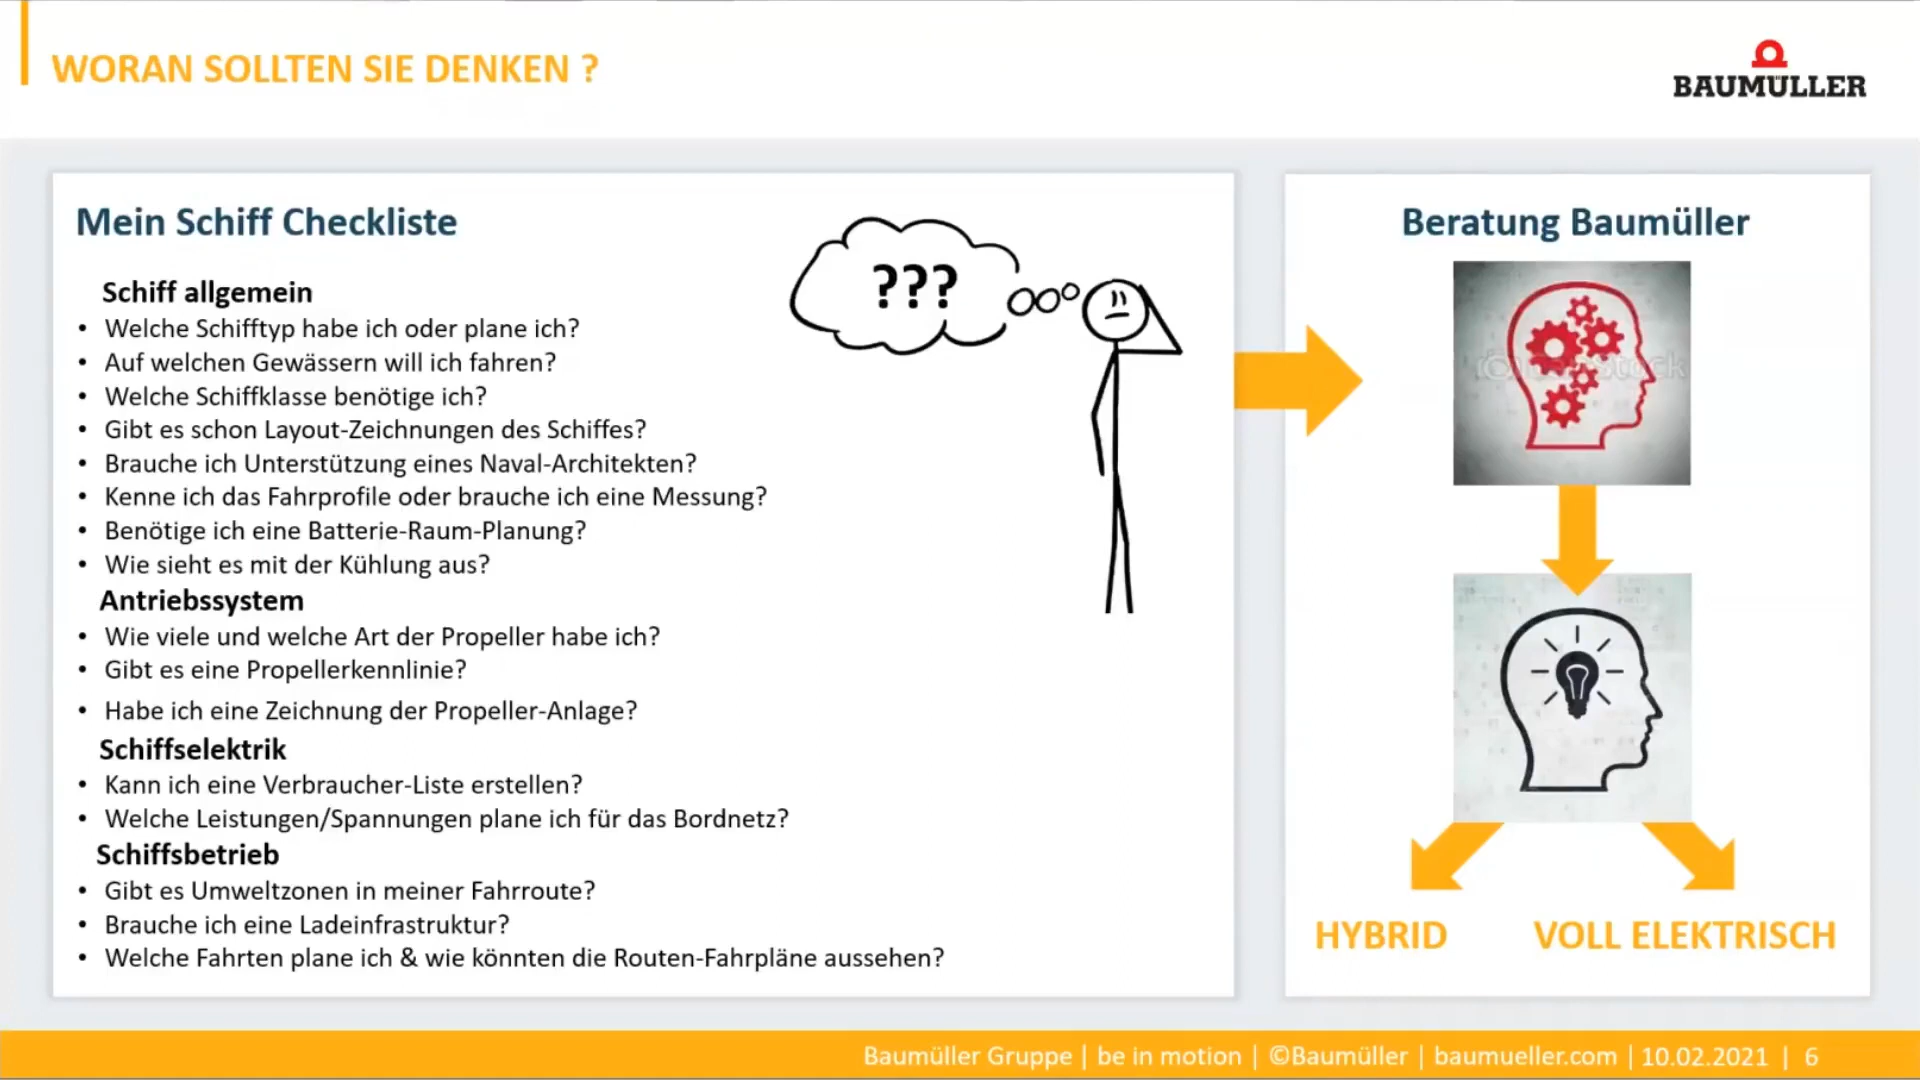 WORAN SOLLTEN SIE DENKEN ?
BAUMÜLLER
Mein Schiff Checkliste
Schiff allgemein
• Welche Schifftyp habe ich oder plane ich?
• Auf welchen Gewässern will ich fahren?
• Welche Schiffklasse benötige ich?
• Gibt es schon Layout-Zeichnungen des Schiffes?
• Brauche ich Unterstützung eines Naval-Architekten?
• Kenne ich das Fahrprofile oder brauche ich eine Messung?
• Benötige ich eine Batterie-Raum-Planung?
• Wie sieht es mit der Kühlung aus?
Antriebssystem
• Wie viele und welche Art der Propeller habe ich?
• Gibt es eine Propellerkennlinie?
• Habe ich eine Zeichnung der Propeller-Anlage?
Schiffselektrik
• Kann ich eine Verbraucher-Liste erstellen?
• Welche Leistungen/Spannungen plane ich für das Bordnetz?
Schiffsbetrieb
• Gibt es Umweltzonen in meiner Fahrroute?
• Brauche ich eine Ladeinfrastruktur?
• Welche Fahrten plane ich & wie könnten die Routen-Fahrpläne aussehen?
???
Beratung Baumüller
HYBRID
VOLL ELEKTRISCH
Baumüller Gruppe | be in motion | ©Baumüller | baumueller.com | 10.02.2021 | 6